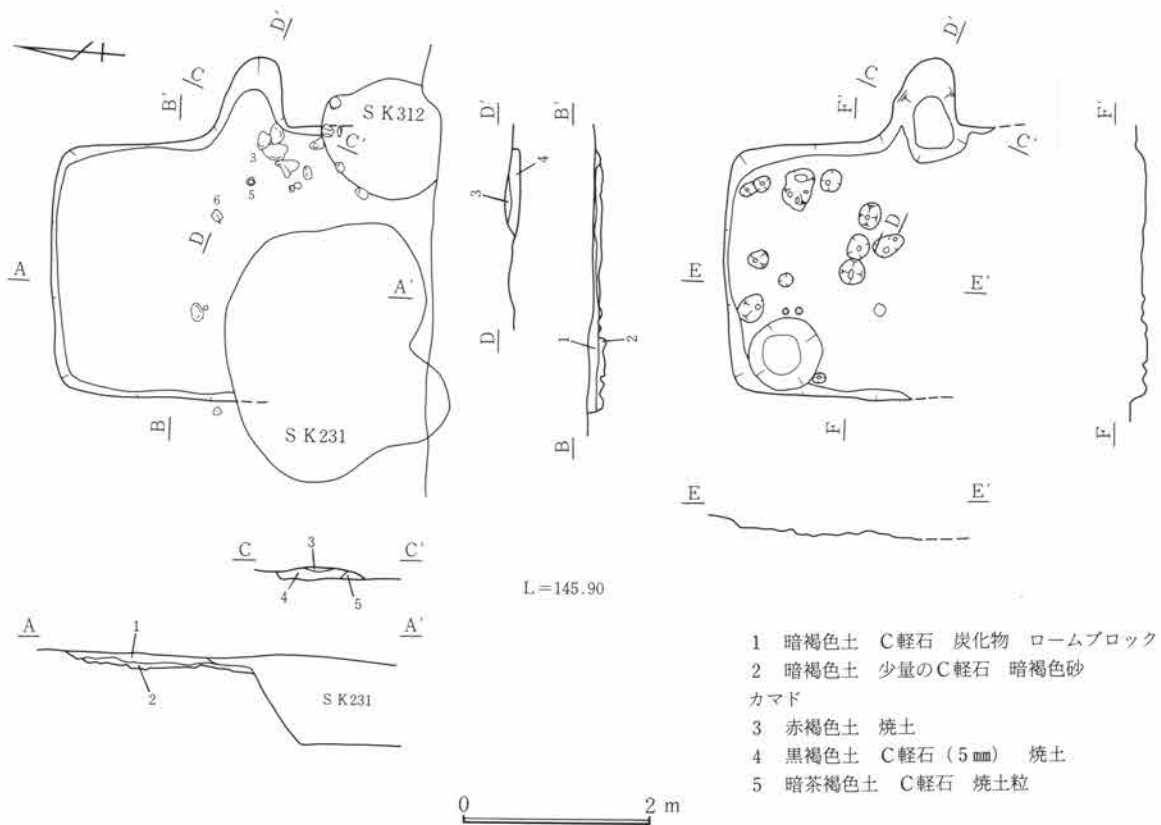 D'
C
B'
S K312
C'
3
5
6
D
A
A'
B
S K231
D'
4
3
D
B'
1
2
B
D'
C
F'
C'
D
E
E'
F
F'
F
E
E'
C
3
C'
4
5
L=145.90
A
1
A'
2
S K231
1 暗褐色土 C軽石 炭化物 ロームブロック
2 暗褐色土 少量のC軽石 暗褐色砂
カマド
3 赤褐色土 焼土
4 黒褐色土 C軽石(5㎜) 焼土
5 暗茶褐色土 C軽石 焼土粒
0
2 m